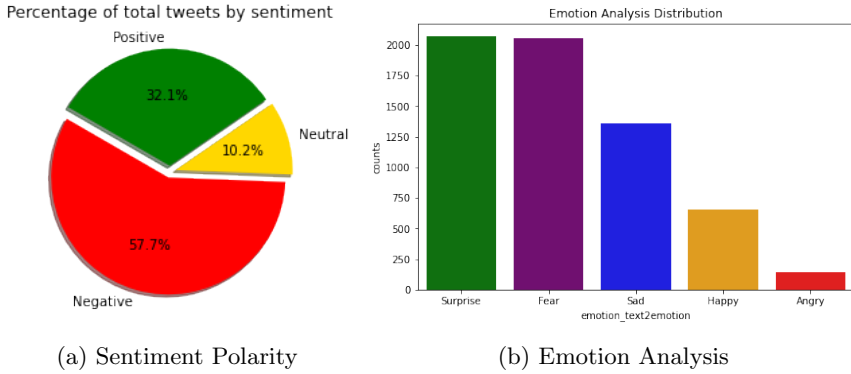 Percentage of total tweets by sentiment
Positive
32.1%
Neutral
10.2%
57.7%
Negative
(a) Sentiment Polarity
Emotion Analysis Distribution
counts
2000
1750
1500
1250
1000
750
500
250
0
Surprise Fear Sad Happy Angry
emotion_text2emotion
(b) Emotion Analysis